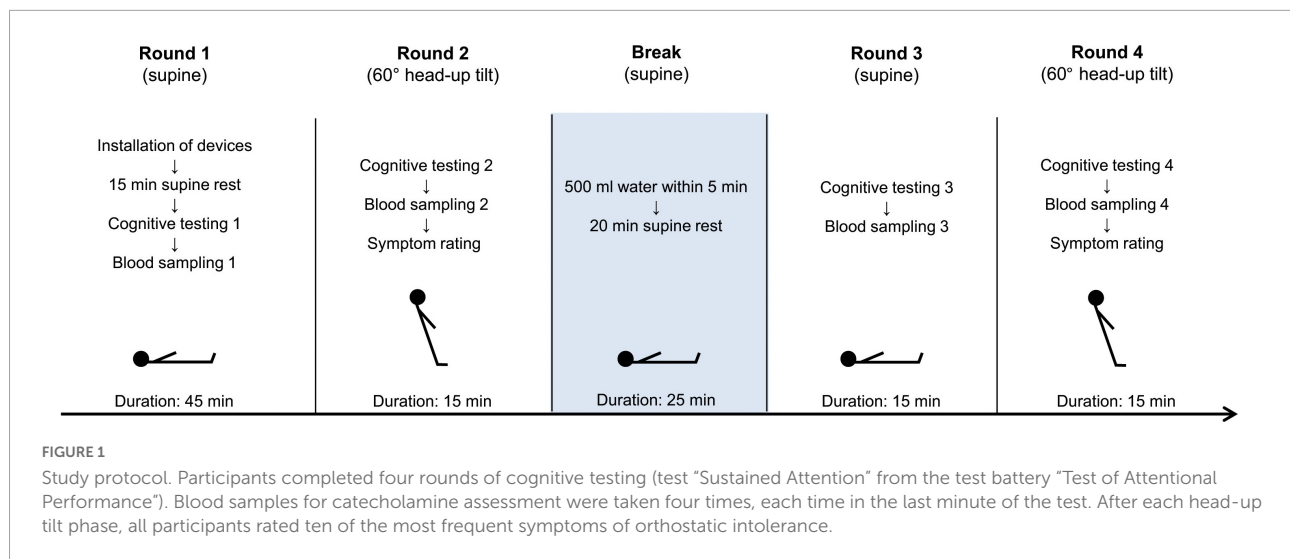 Round 1
(supine)
Installation of devices
↓
15 min supine rest
↓
Cognitive testing 1
↓
Blood sampling 1
Duration: 45 min
Round 2
(60° head-up tilt)
Cognitive testing 2
↓
Blood sampling 2
↓
Symptom rating
Duration: 15 min
Break
(supine)
500 ml water within 5 min
↓
20 min supine rest
Duration: 25 min
Round 3
(supine)
Cognitive testing 3
↓
Blood sampling 3
Duration: 15 min
Round 4
(60° head-up tilt)
Cognitive testing 4
↓
Blood sampling 4
↓
Symptom rating
Duration: 15 min
FIGURE 1
Study protocol. Participants completed four rounds of cognitive testing (test “Sustained Attention” from the test battery “Test of Attentional
Performance”). Blood samples for catecholamine assessment were taken four times, each time in the last minute of the test. After each head-up
tilt phase, all participants rated ten of the most frequent symptoms of orthostatic intolerance.